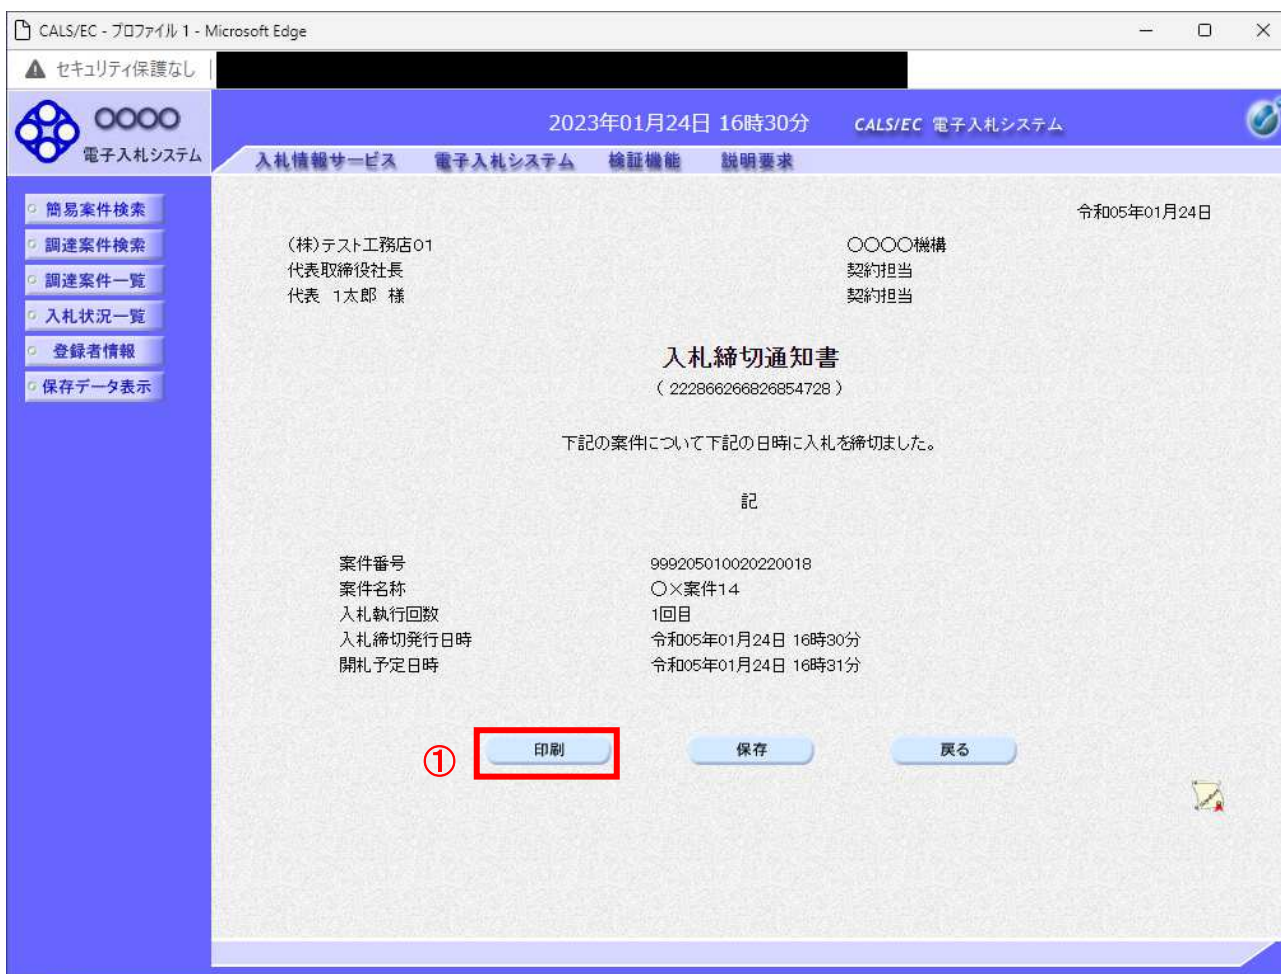 CALS/EC - プロファイル 1 - Microsoft Edge
セキュリティ保護なし
○○○○
電子入札システム
2023年01月24日 16時30分 CALS/EC 電子入札システム
入札情報サービス 電子入札システム 検証機能 説明要求
簡易案件検索
調達案件検索
調達案件一覧
入札状況一覧
登録者情報
保存データ表示
令和05年01月24日
(株)テスト工務店01
代表取締役社長
代表 1太郎 様
○○○○機構
契約担当
契約担当
入札締切通知書
( 222866266826854728 )
下記の案件について下記の日時に入札を締切ました。
記
案件番号 999205010020220018
案件名称 ○×案件14
入札執行回数 1回目
入札締切発行日時 令和05年01月24日 16時30分
開札予定日時 令和05年01月24日 16時31分
① 印刷 保存 戻る